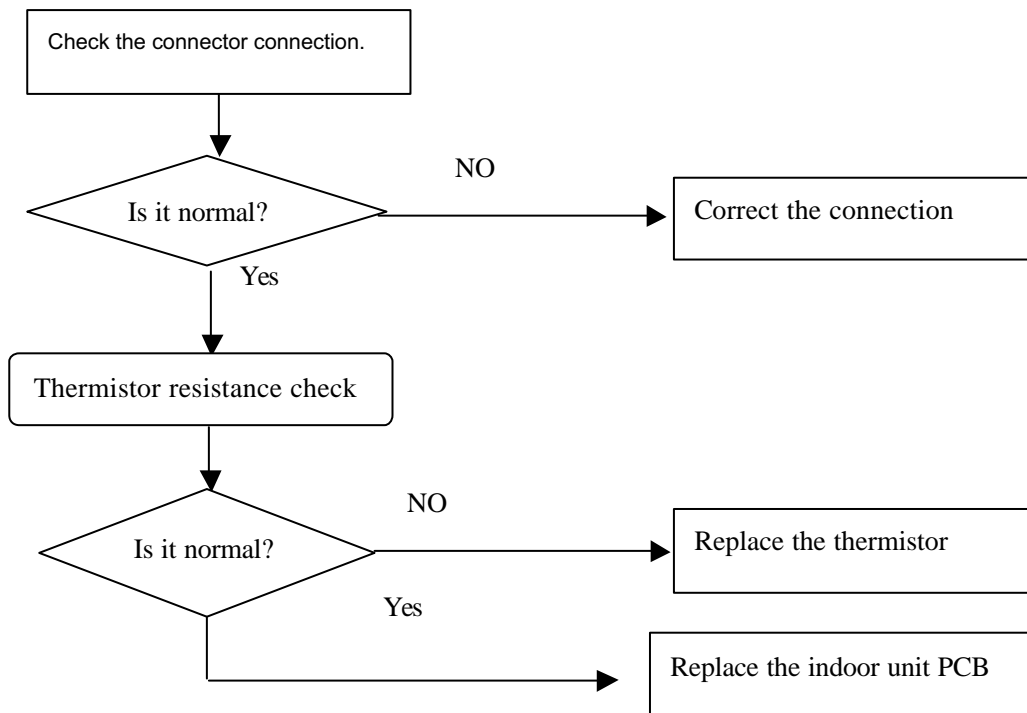 Check the connector connection.
NO
Is it normal?
Correct the connection
Yes
Thermistor resistance check
NO
Is it normal?
Replace the thermistor
Yes
Replace the indoor unit PCB